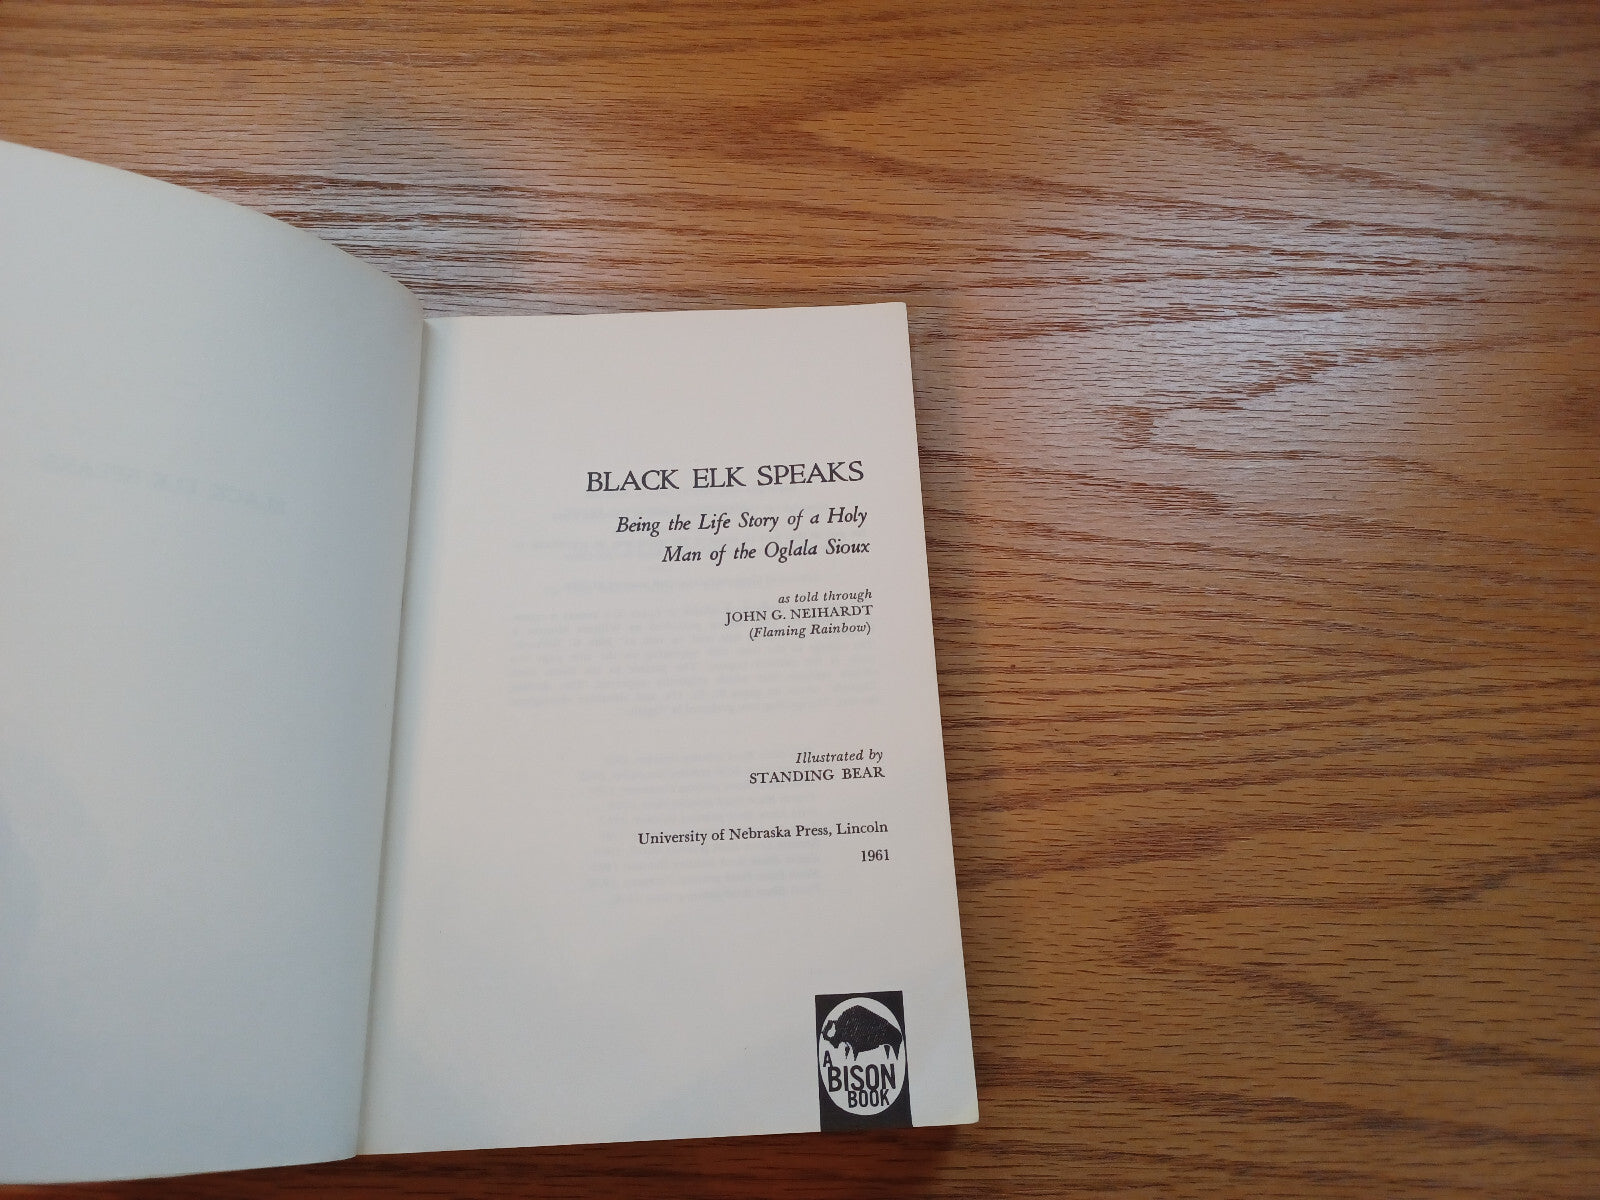 BLACK ELK SPEAKS
Being the Life Story of a Holy
Man of the Oglala Sioux
as told through
JOHN G. NEIHARDT
(Flaming Rainbow)
Illustrated by
STANDING BEAR
University of Nebraska Press, Lincoln
1961
A
BISON
BOOK